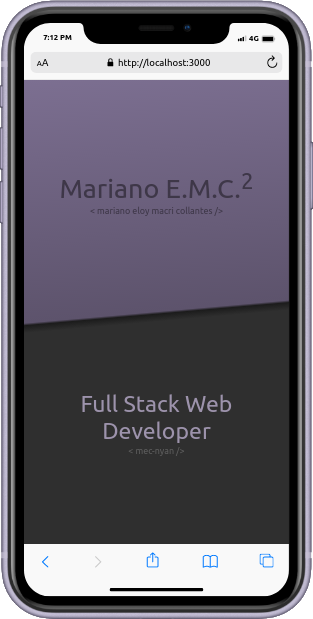 7:12 PM 4G
AA http://localhost:3000
Mariano E.M.C.²
< mariano eloy macri collantes />
Full Stack Web
Developer
< mec-nyan />